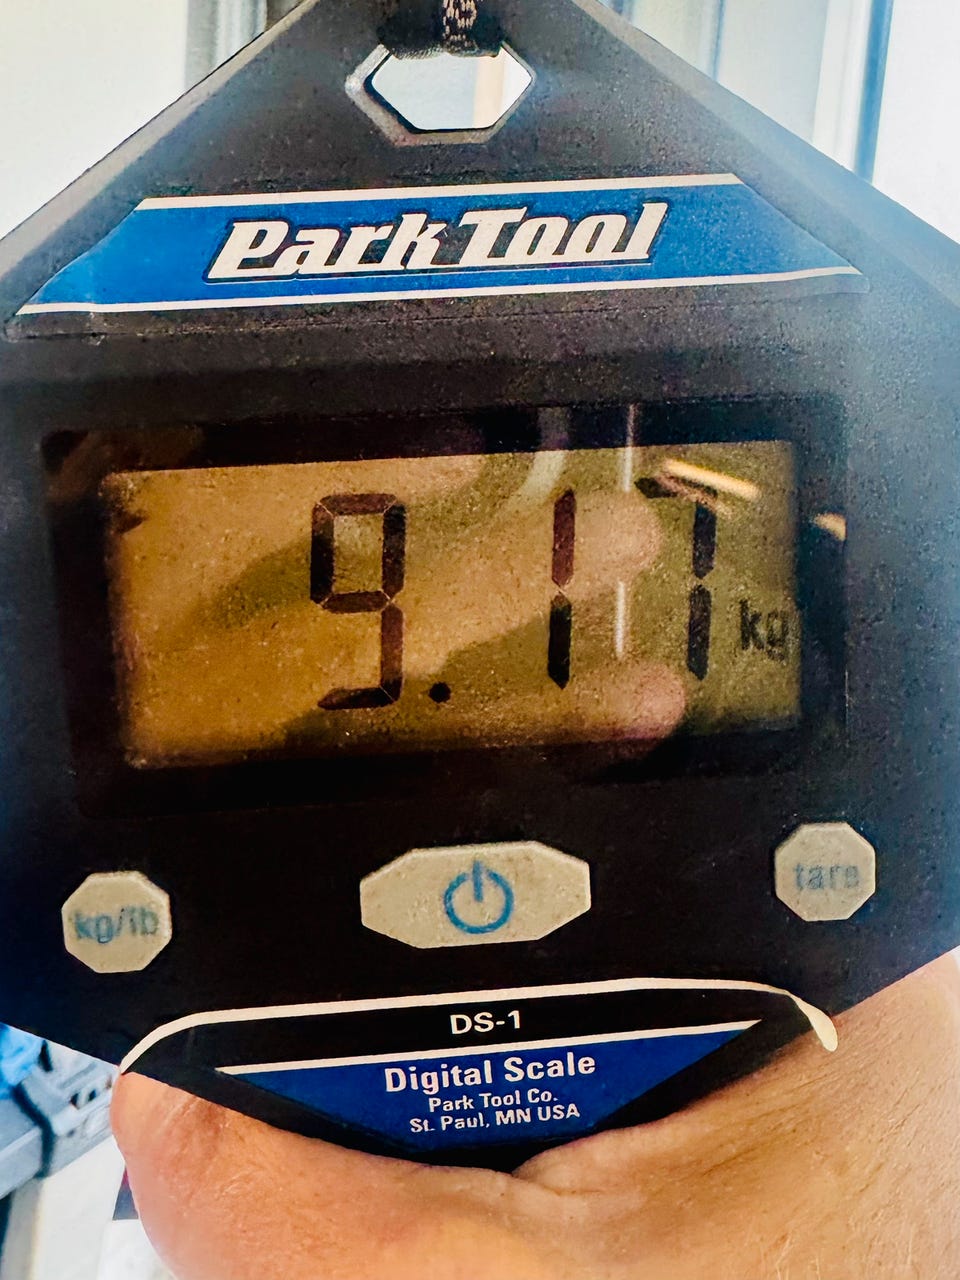 Park Tool
9.17 kg
kg/lb
tare
DS-1
Digital Scale
Park Tool Co.
St. Paul, MN USA